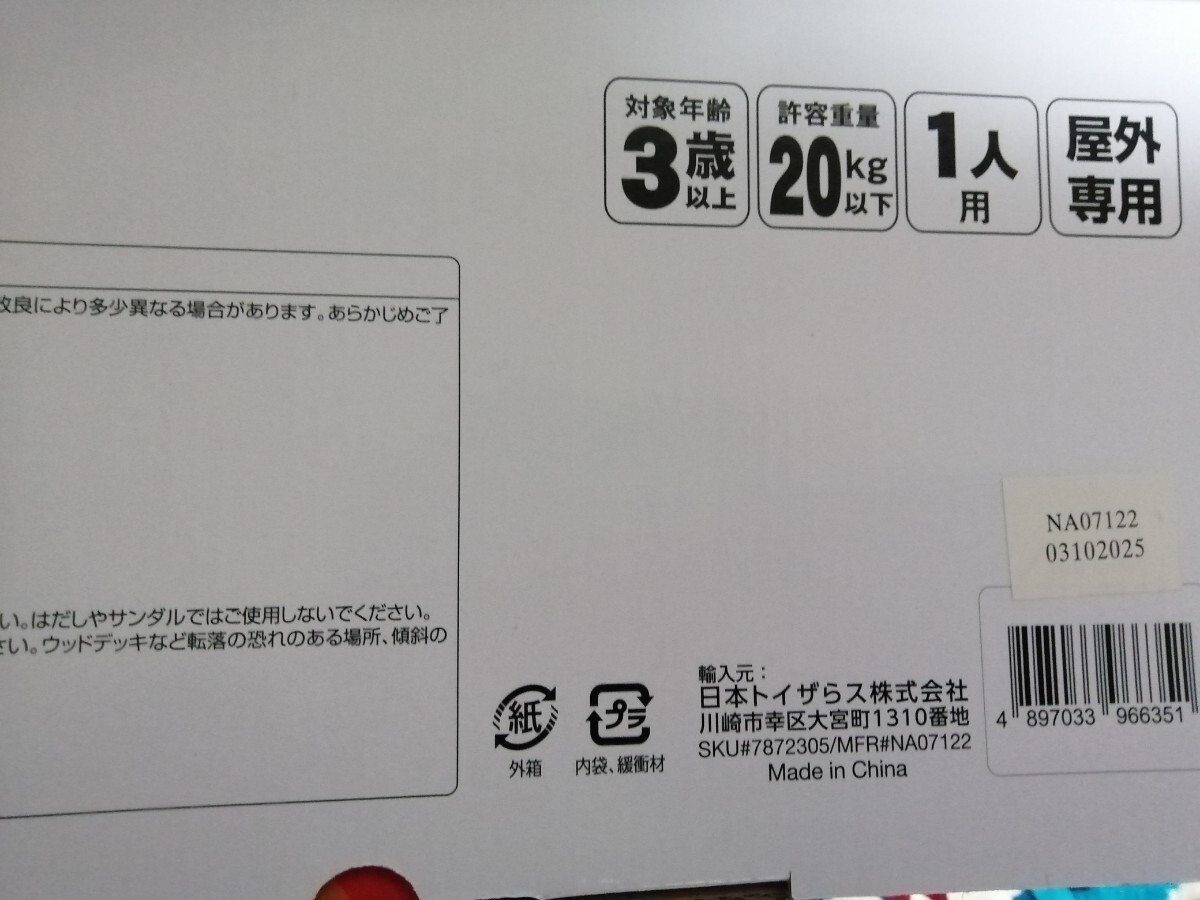 対象年齢
3歳
以上
許容重量
20kg
以下
1人
用
屋外
専用
改良により多少異なる場合があります。あらかじめご了
NA07122
03102025
い。はだしやサンダルではご使用しないでください。
さい。ウッドデッキなど転落の恐れのある場所、傾斜の
紙
外箱
プラ
内袋、緩衝材
輸入元：
日本トイザらス株式会社
川崎市幸区大宮町1310番地
SKU#7872305/MFR#NA07122
Made in China
4 897033 966351